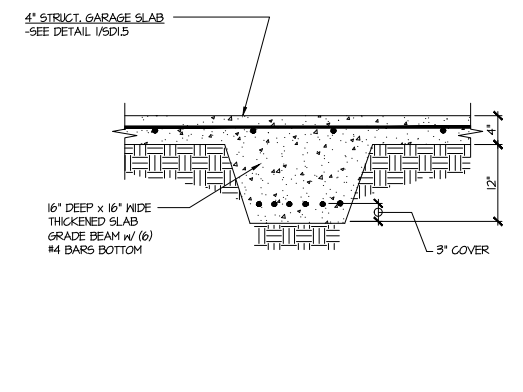 4" STRUCT. GARAGE SLAB
-SEE DETAIL 1/SD1.5
4"
12"
16" DEEP x 16" WIDE
THICKENED SLAB
GRADE BEAM w/ (6)
#4 BARS BOTTOM
3" COVER